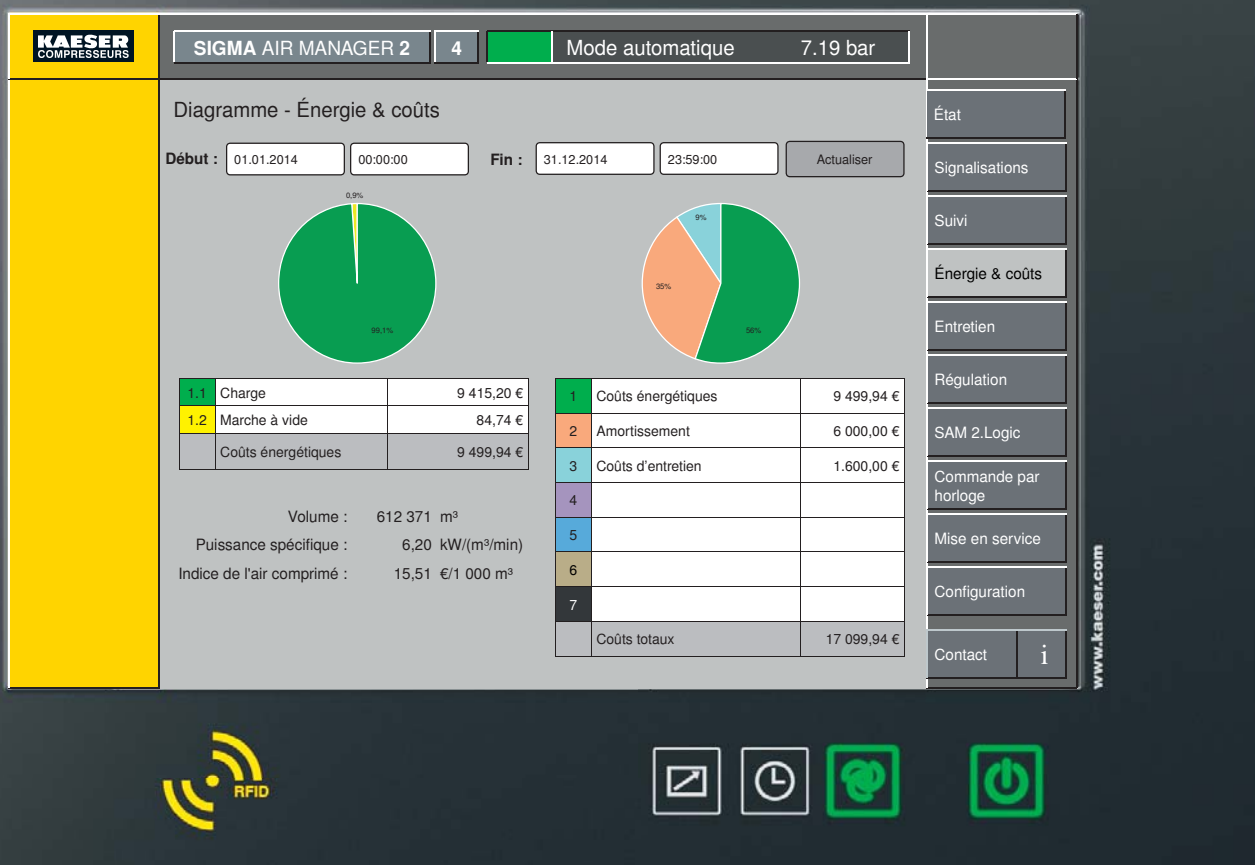 KAESER
COMPRESSEURS
SIGMA AIR MANAGER 2
4
Mode automatique 7.19 bar
Diagramme - Énergie & coûts
Début : 01.01.2014 00:00:00 Fin : 31.12.2014 23:59:00 Actualiser
0,9%
99,1%
9%
35%
56%
1.1 Charge 9 415,20 €
1.2 Marche à vide 84,74 €
Coûts énergétiques 9 499,94 €
Volume : 612 371 m³
Puissance spécifique : 6,20 kW/(m³/min)
Indice de l'air comprimé : 15,51 €/1 000 m³
1 Coûts énergétiques 9 499,94 €
2 Amortissement 6 000,00 €
3 Coûts d'entretien 1.600,00 €
4
5
6
7
Coûts totaux 17 099,94 €
État
Signalisations
Suivi
Énergie & coûts
Entretien
Régulation
SAM 2.Logic
Commande par
horloge
Mise en service
Configuration
Contact i
www.kaeser.com
RFID